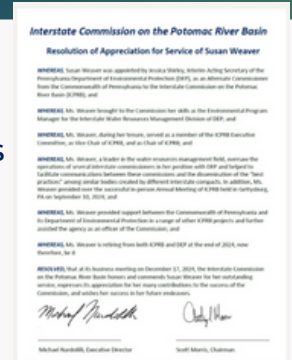 s
Interstate Commission on the Potomac River Basin
Resolution of Appreciation for Service of Susan Weaver
WHEREAS, Susan Weaver was appointed by Jessica Shirley, Interim Acting Secretary of the
Pennsylvania Department of Environmental Protection (DEP), as an Alternate Commissioner
from the Commonwealth of Pennsylvania to the Interstate Commission on the Potomac
River Basin (ICPRB); and
WHEREAS, Ms. Weaver brought to the Commission her skills as the Environmental Program
Manager for the Interstate Water Resources Management Division of DEP; and
WHEREAS, Ms. Weaver, during her tenure, served as a member of the ICPRB Executive
Committee, as Vice Chair of ICPRB, and as Chair of ICPRB; and
WHEREAS, Ms. Weaver, a leader in the water resources management field, oversaw the
operations of several interstate commissions in her position with DEP and helped to
facilitate communications between these commissions and the dissemination of the "best
practices" among similar bodies created by different interstate compacts. In addition, Ms.
Weaver presided over the successful in-person Annual Meeting of ICPRB held in Gettysburg,
PA on September 10, 2024; and
WHEREAS, Ms. Weaver provided support between the Commonwealth of Pennsylvania and
its Department of Environmental Protection in a range of other ICPRB projects and further
assisted the agency as an officer of the Commission; and
WHEREAS, Ms. Weaver is retiring from both ICPRB and DEP at the end of 2024, now
therefore, be it
RESOLVED, that at its business meeting on December 17, 2024, the Interstate Commission
on the Potomac River Basin honors and commends Susan Weaver for her outstanding
service, expresses its appreciation for her many contributions to the success of the
Commission, and wishes her success in her future endeavors.
Michael Nardolilli, Executive Director
Scott Morris, Chairman